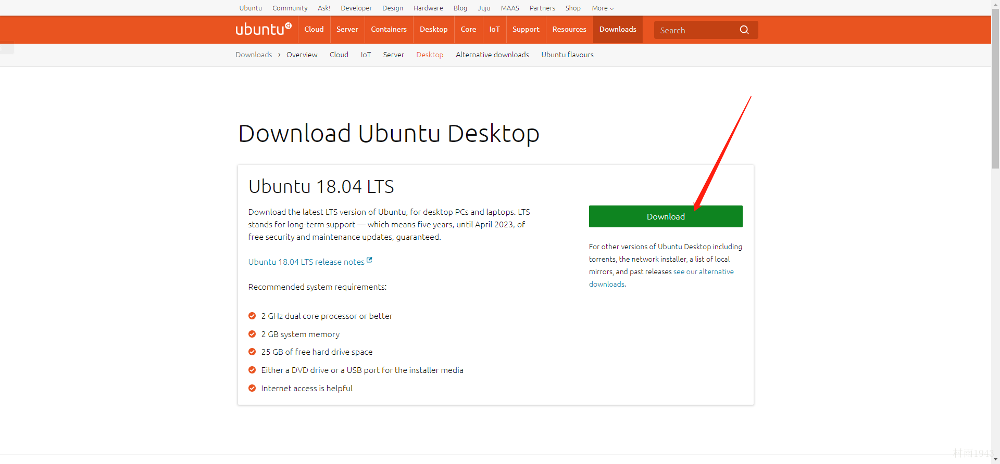 Ubuntu Community Ask! Developer Design Hardware Blog Juju MAAS Partners Shop More
ubuntu Cloud Server Containers Desktop Core IoT Support Resources Downloads Search
Downloads › Overview Cloud IoT Server Desktop Alternative downloads Ubuntu flavours
Download Ubuntu Desktop
Ubuntu 18.04 LTS
Download the latest LTS version of Ubuntu, for desktop PCs and laptops. LTS
stands for long-term support — which means five years, until April 2023, of
free security and maintenance updates, guaranteed.
Ubuntu 18.04 LTS release notes
Recommended system requirements:
2 GHz dual core processor or better
2 GB system memory
25 GB of free hard drive space
Either a DVD drive or a USB port for the installer media
Internet access is helpful
Download
For other versions of Ubuntu Desktop including
torrents, the network installer, a list of local
mirrors, and past releases see our alternative
downloads.
村雨1943